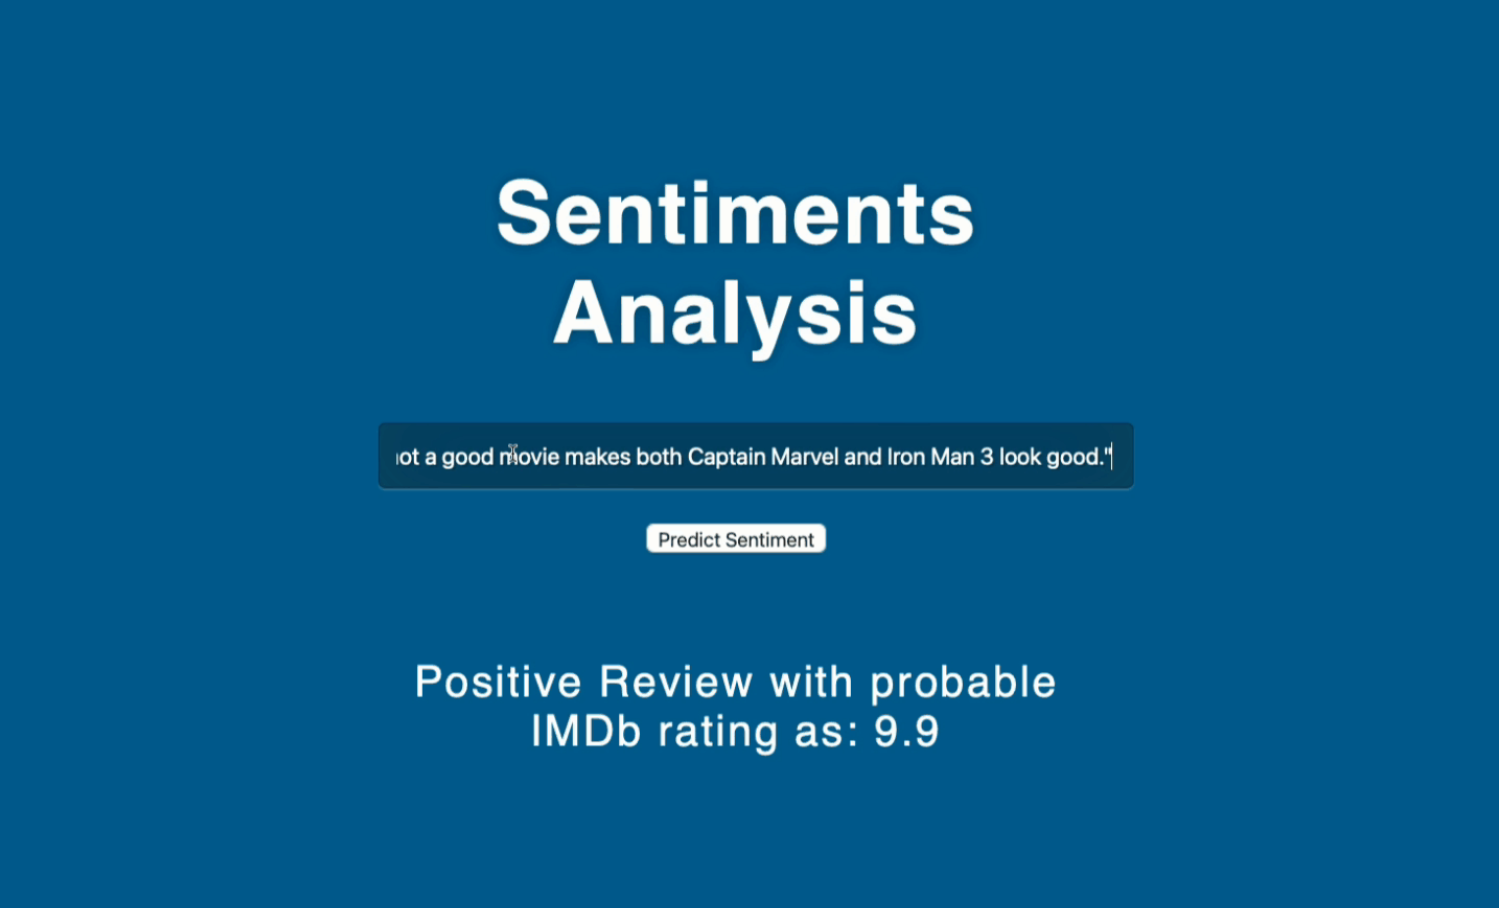 Sentiments
Analysis
not a good movie makes both Captain Marvel and Iron Man 3 look good."
Predict Sentiment
Positive Review with probable
IMDb rating as: 9.9